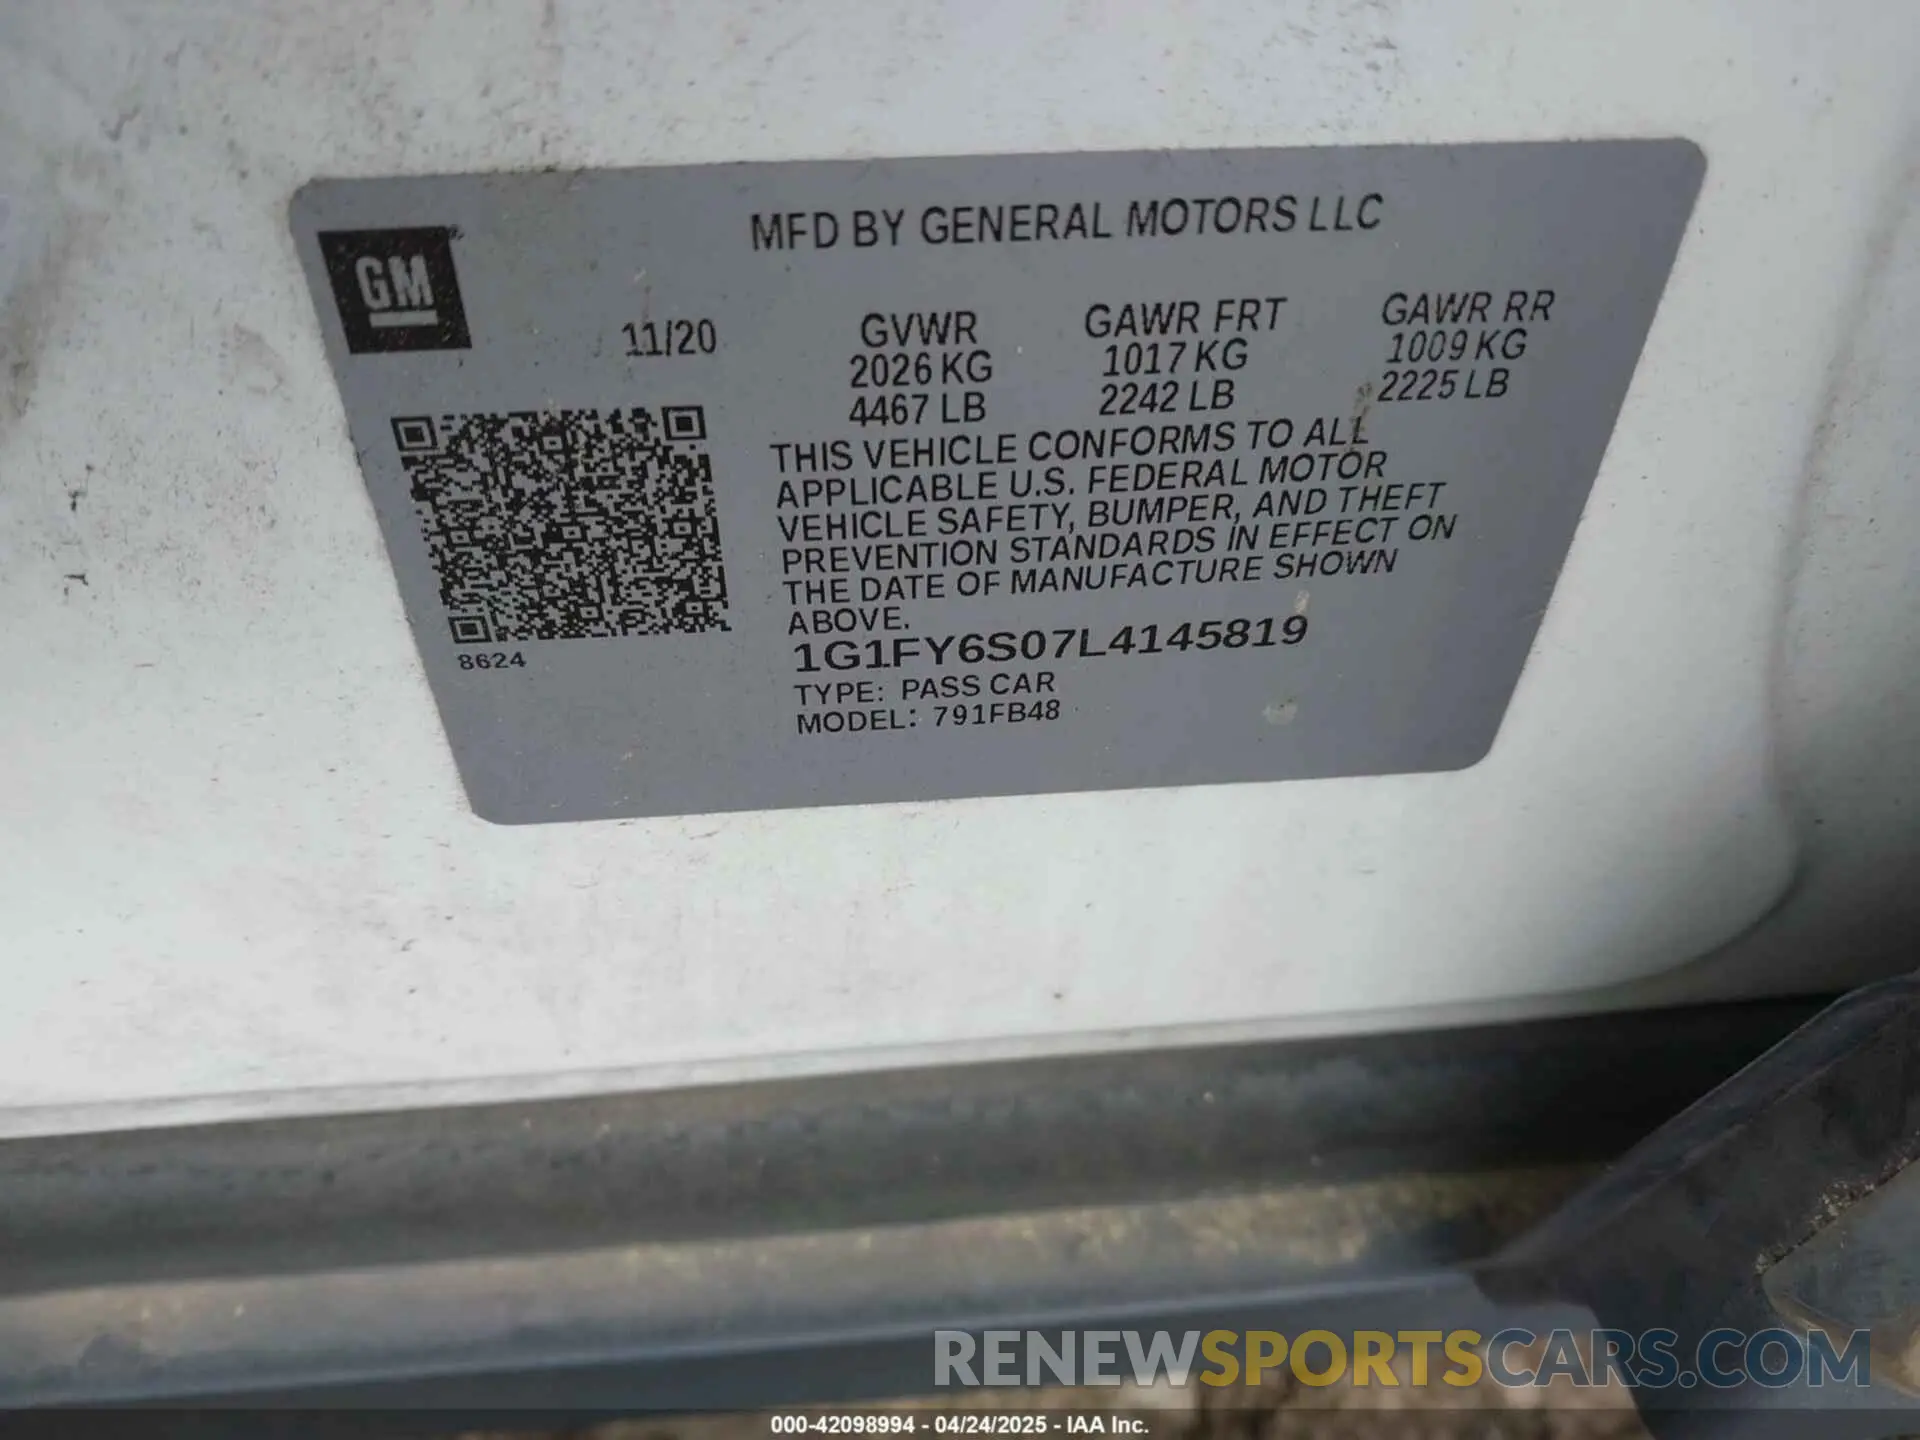 MFD BY GENERAL MOTORS LLC
GM
11/20
GVWR GAWR FRT GAWR RR
2026 KG 1017 KG 1009 KG
4467 LB 2242 LB 2225 LB
THIS VEHICLE CONFORMS TO ALL
APPLICABLE U.S. FEDERAL MOTOR
VEHICLE SAFETY, BUMPER, AND THEFT
PREVENTION STANDARDS IN EFFECT ON
THE DATE OF MANUFACTURE SHOWN
ABOVE.
1G1FY6S07L4145819
8624
TYPE: PASS CAR
MODEL: 791FB48
RENEWSPORTSCARS.COM
000-42098994 - 04/24/2025 - IAA Inc.